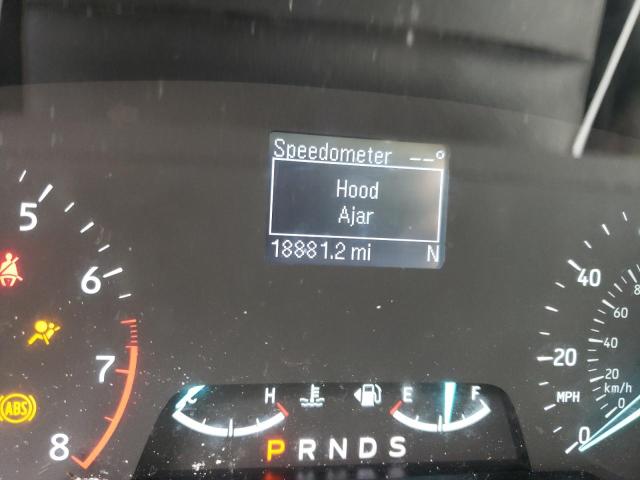 Speedometer --°
Hood
Ajar
18881.2 mi N
5
6
7
8
ABS
C H E F
P R N D S
40
20
MPH
0
80
60
40
20
km/h
0